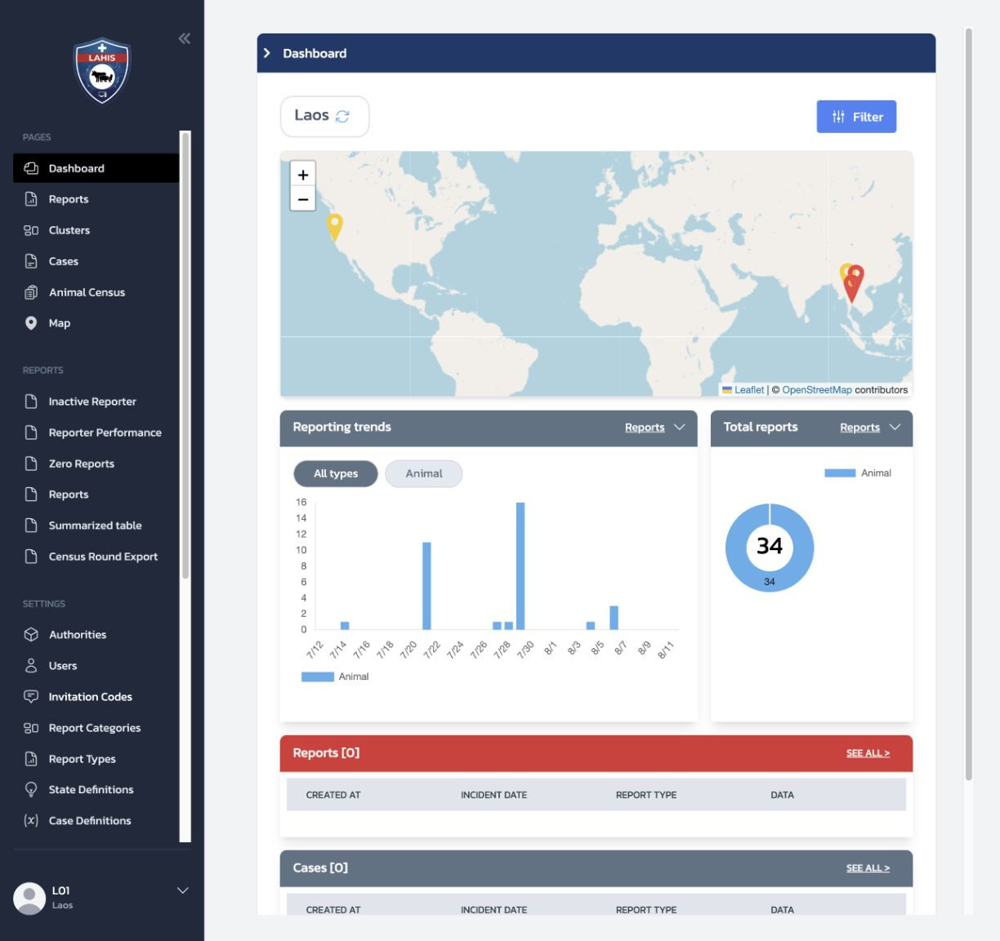 LAHIS
PAGES
Dashboard
Reports
Clusters
Cases
Animal Census
Map
REPORTS
Inactive Reporter
Reporter Performance
Zero Reports
Reports
Summarized table
Census Round Export
SETTINGS
Authorities
Users
Invitation Codes
Report Categories
Report Types
State Definitions
(x) Case Definitions
L01
Laos
Dashboard
Laos
Filter
+
−
Leaflet | © OpenStreetMap contributors
Reporting trends Reports
All types Animal
16
14
12
10
8
6
4
2
0
7/12 7/14 7/16 7/18 7/20 7/22 7/24 7/26 7/28 7/30 8/1 8/3 8/5 8/7 8/9 8/11
Animal
Total reports Reports
Animal
34
34
Reports [0] SEE ALL >
CREATED AT INCIDENT DATE REPORT TYPE DATA
Cases [0] SEE ALL >
CREATED AT INCIDENT DATE REPORT TYPE DATA